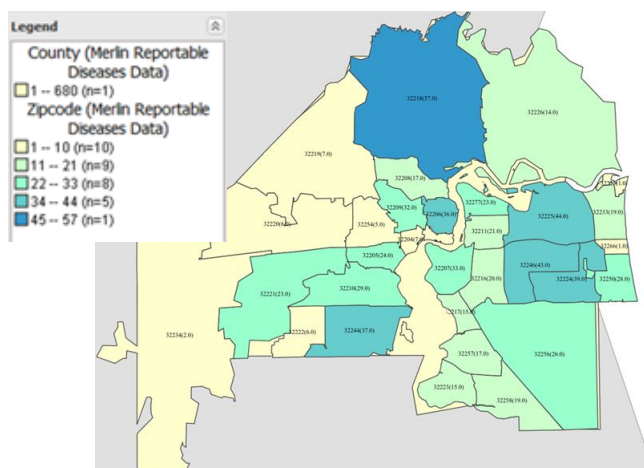 Legend
County (Merlin Reportable
Diseases Data)
1 -- 680 (n=1)
Zipcode (Merlin Reportable
Diseases Data)
1 -- 10 (n=10)
11 -- 21 (n=9)
22 -- 33 (n=8)
34 -- 44 (n=5)
45 -- 57 (n=1)
32218(57.0)
32226(14.0)
32219(7.0)
32208(17.0)
32209(32.0)
32206(36.0)
32277(23.0)
32225(44.0)
32233(19.0)
32220(6.0)
32254(5.0)
32204(7.0)
32211(21.0)
32266(1.0)
32205(24.0)
32207(33.0)
32216(20.0)
32246(43.0)
32224(39.0)
32250(28.0)
32221(23.0)
32210(29.0)
32222(6.0)
32244(37.0)
32217(15.0)
32234(2.0)
32257(17.0)
32256(26.0)
32223(15.0)
32258(19.0)